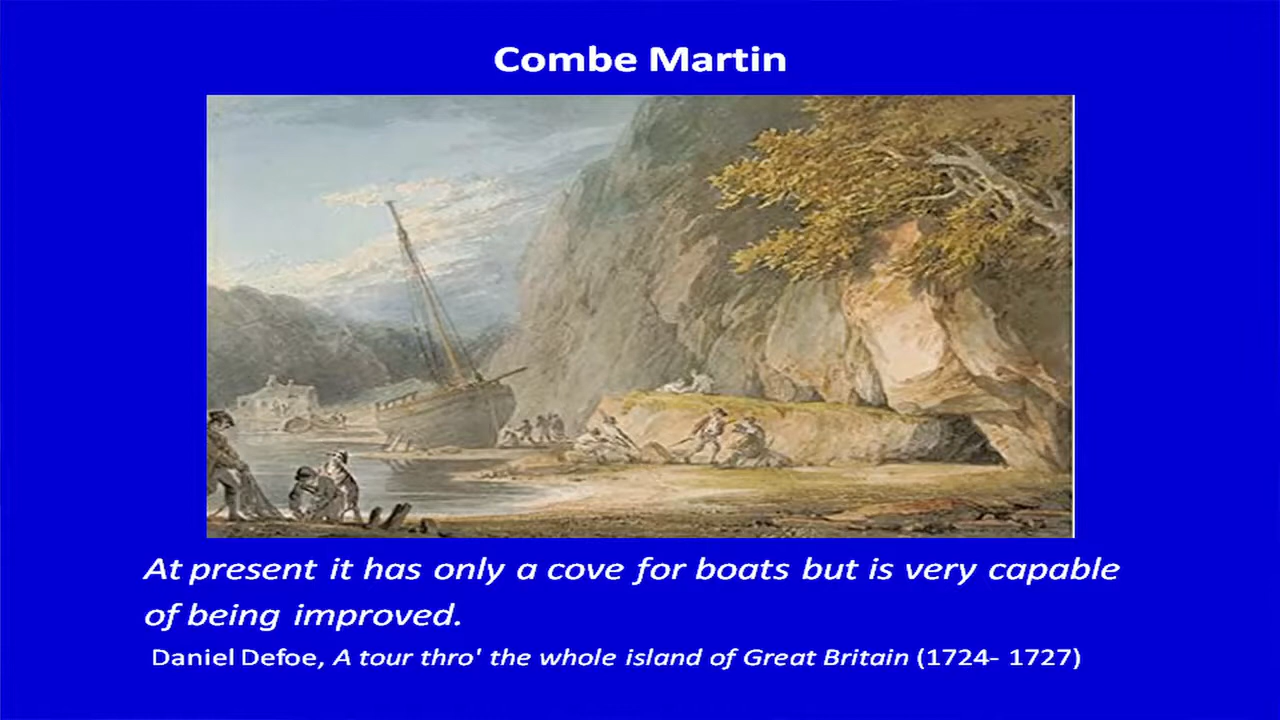 Combe Martin
At present it has only a cove for boats but is very capable
of being improved.
Daniel Defoe, A tour thro' the whole island of Great Britain (1724- 1727)